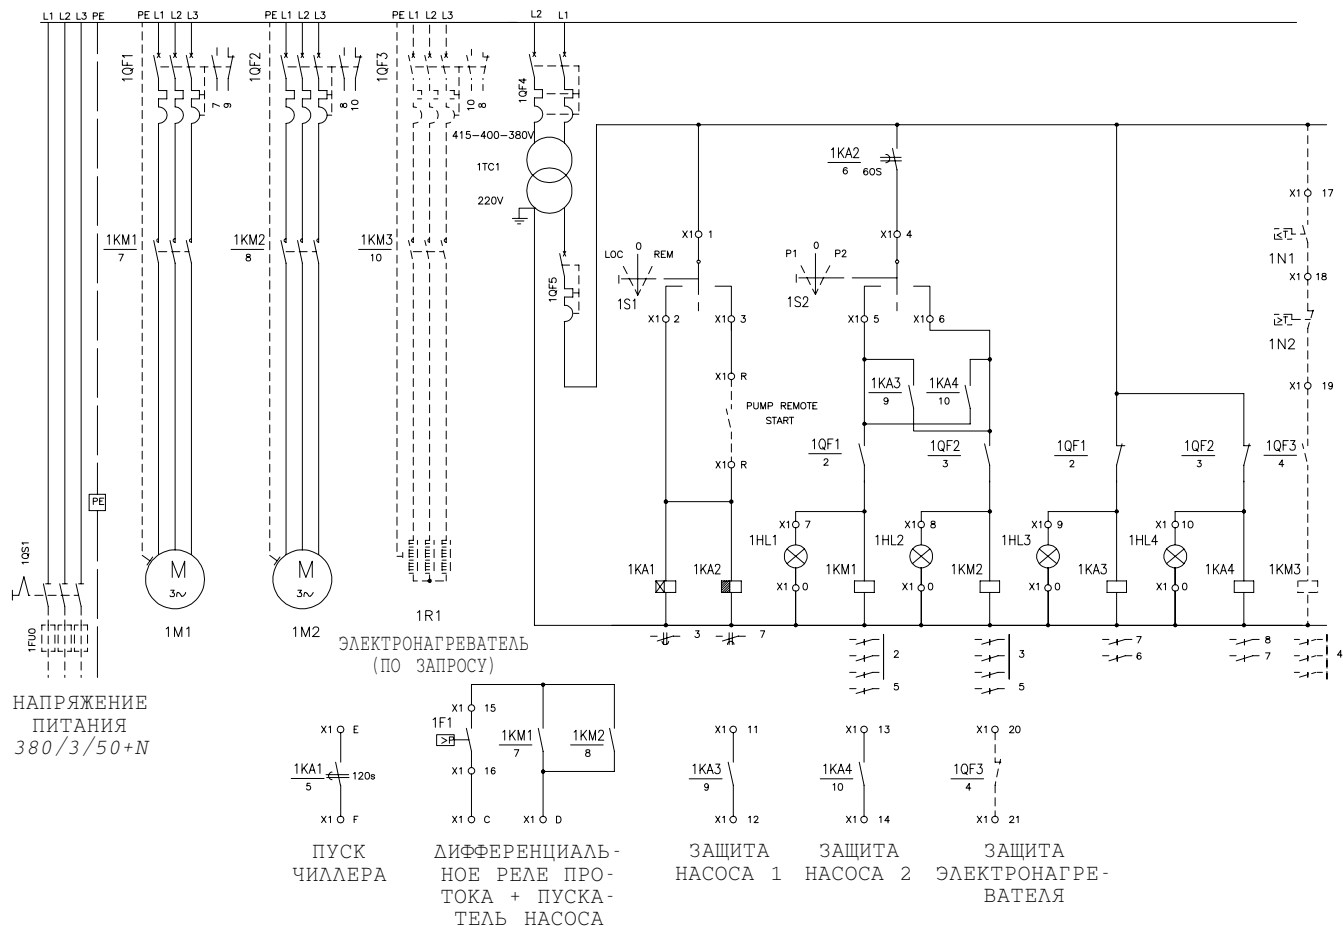 L1 L2 L3 PE
PE L1 L2 L3
PE L1 L2 L3
PE L1 L2 L3
L2 L1
1QF1
7
9
1QF2
8
10
1QF3
10
8
1QF4
415-400-380V
1TC1
220V
1QF5
1KA2
6
60S
X1 17
1N1
X1 18
1N2
X1 19
1KM1
7
1KM2
8
1KM3
10
X1 1
X1 4
LOC 0 REM
1S1
P1 0 P2
1S2
X1 2
X1 3
X1 5
X1 6
X1 R
PUMP REMOTE
START
X1 R
1KA3
9
1KA4
10
1QF1
2
1QF2
3
1QF1
2
1QF2
3
1QF3
4
PE
1QS1
1FU0
M
3~
1M1
M
3~
1M2
1R1
ЭЛЕКТРОНАГРЕВАТЕЛЬ
(ПО ЗАПРОСУ)
X1 7
X1 8
X1 9
X1 10
1HL1
1HL2
1HL3
1HL4
1KA1
1KA2
1KM1
1KM2
1KA3
1KA4
1KM3
X1 0
X1 0
X1 0
X1 0
3
7
2
5
3
5
7
6
8
7
4
НАПРЯЖЕНИЕ
ПИТАНИЯ
380/3/50+N
X1 E
1KA1
5
120s
X1 F
ПУСК
ЧИЛЛЕРА
X1 15
1F1
>P
X1 16
X1 C
1KM1
7
1KM2
8
X1 D
ДИФФЕРЕНЦИАЛЬ-
НОЕ РЕЛЕ ПРО-
ТОКА + ПУСКА-
ТЕЛЬ НАСОСА
X1 11
1KA3
9
X1 12
ЗАЩИТА
НАСОСА 1
X1 13
1KA4
10
X1 14
ЗАЩИТА
НАСОСА 2
X1 20
1QF3
4
X1 21
ЗАЩИТА
ЭЛЕКТРОНАГРЕ-
ВАТЕЛЯ